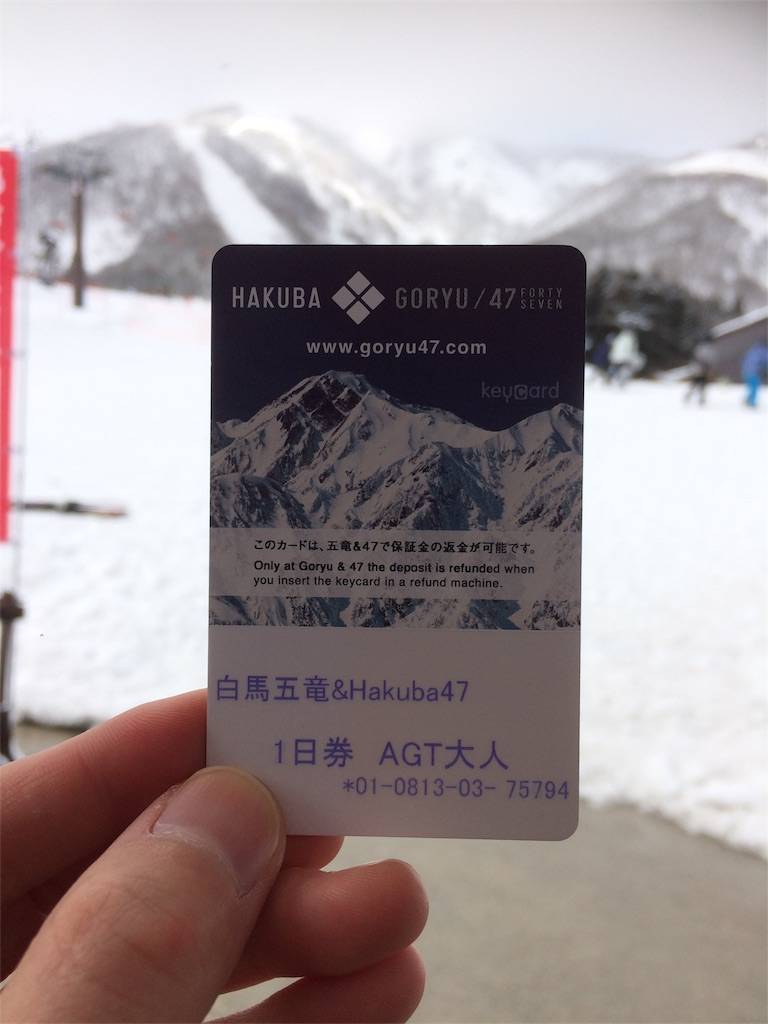 HAKUBA GORYU / 47 FORTY SEVEN
www.goryu47.com
keycard
このカードは、五竜&47で保証金の返金が可能です。
Only at Goryu & 47 the deposit is refunded when
you insert the keycard in a refund machine.
白馬五竜&Hakuba47
1日券 AGT大人
*01-0813-03- 75794